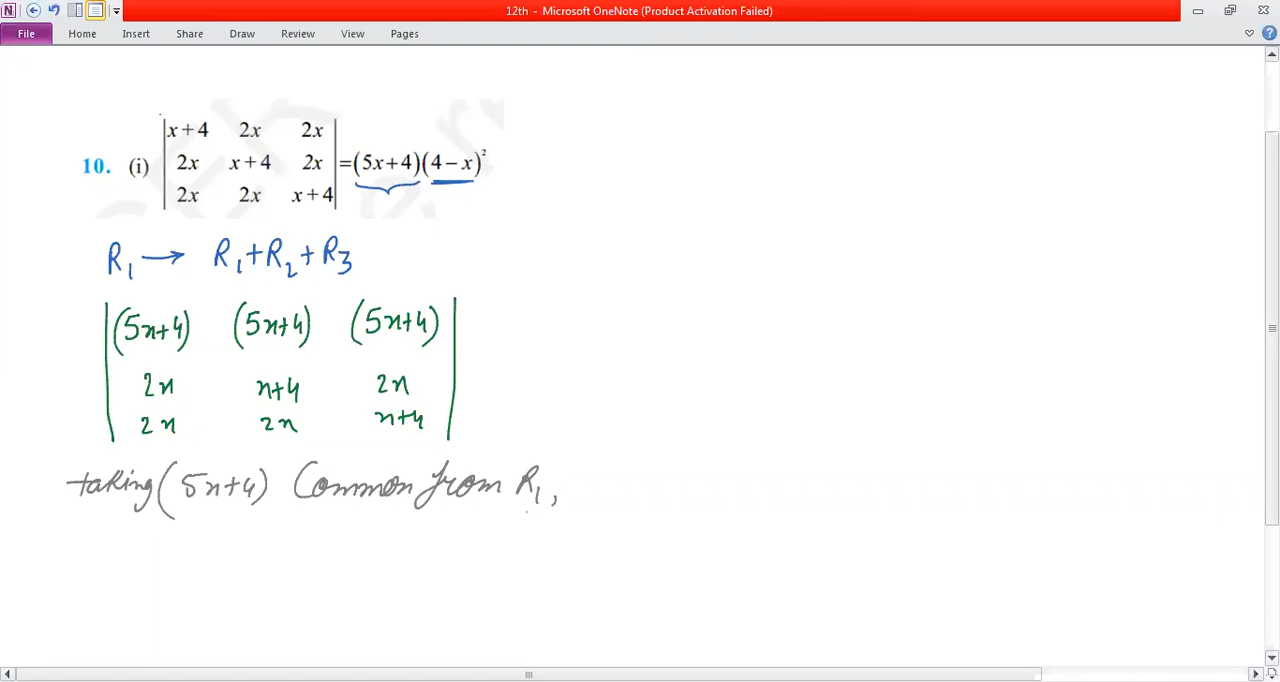 12th - Microsoft OneNote (Product Activation Failed)
File Home Insert Share Draw Review View Pages
10. (i) |x+4 2x 2x|
|2x x+4 2x| =(5x+4)(4−x)²
|2x 2x x+4|
R₁ → R₁+R₂+R₃
|(5x+4) (5x+4) (5x+4)|
|2x x+4 2x|
|2x 2x x+4|
taking (5x+4) Common from R₁,